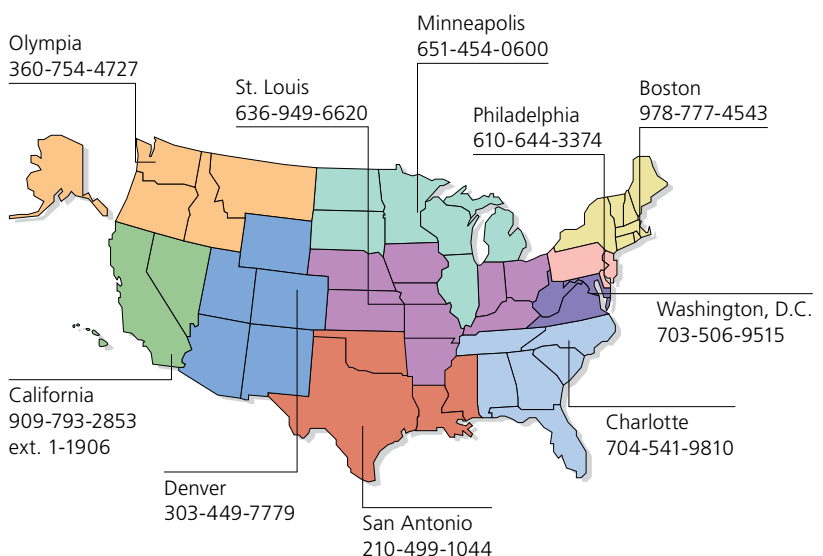 Minneapolis
651-454-0600
Olympia
360-754-4727
St. Louis
636-949-6620
Boston
978-777-4543
Philadelphia
610-644-3374
Washington, D.C.
703-506-9515
California
909-793-2853
ext. 1-1906
Charlotte
704-541-9810
Denver
303-449-7779
San Antonio
210-499-1044